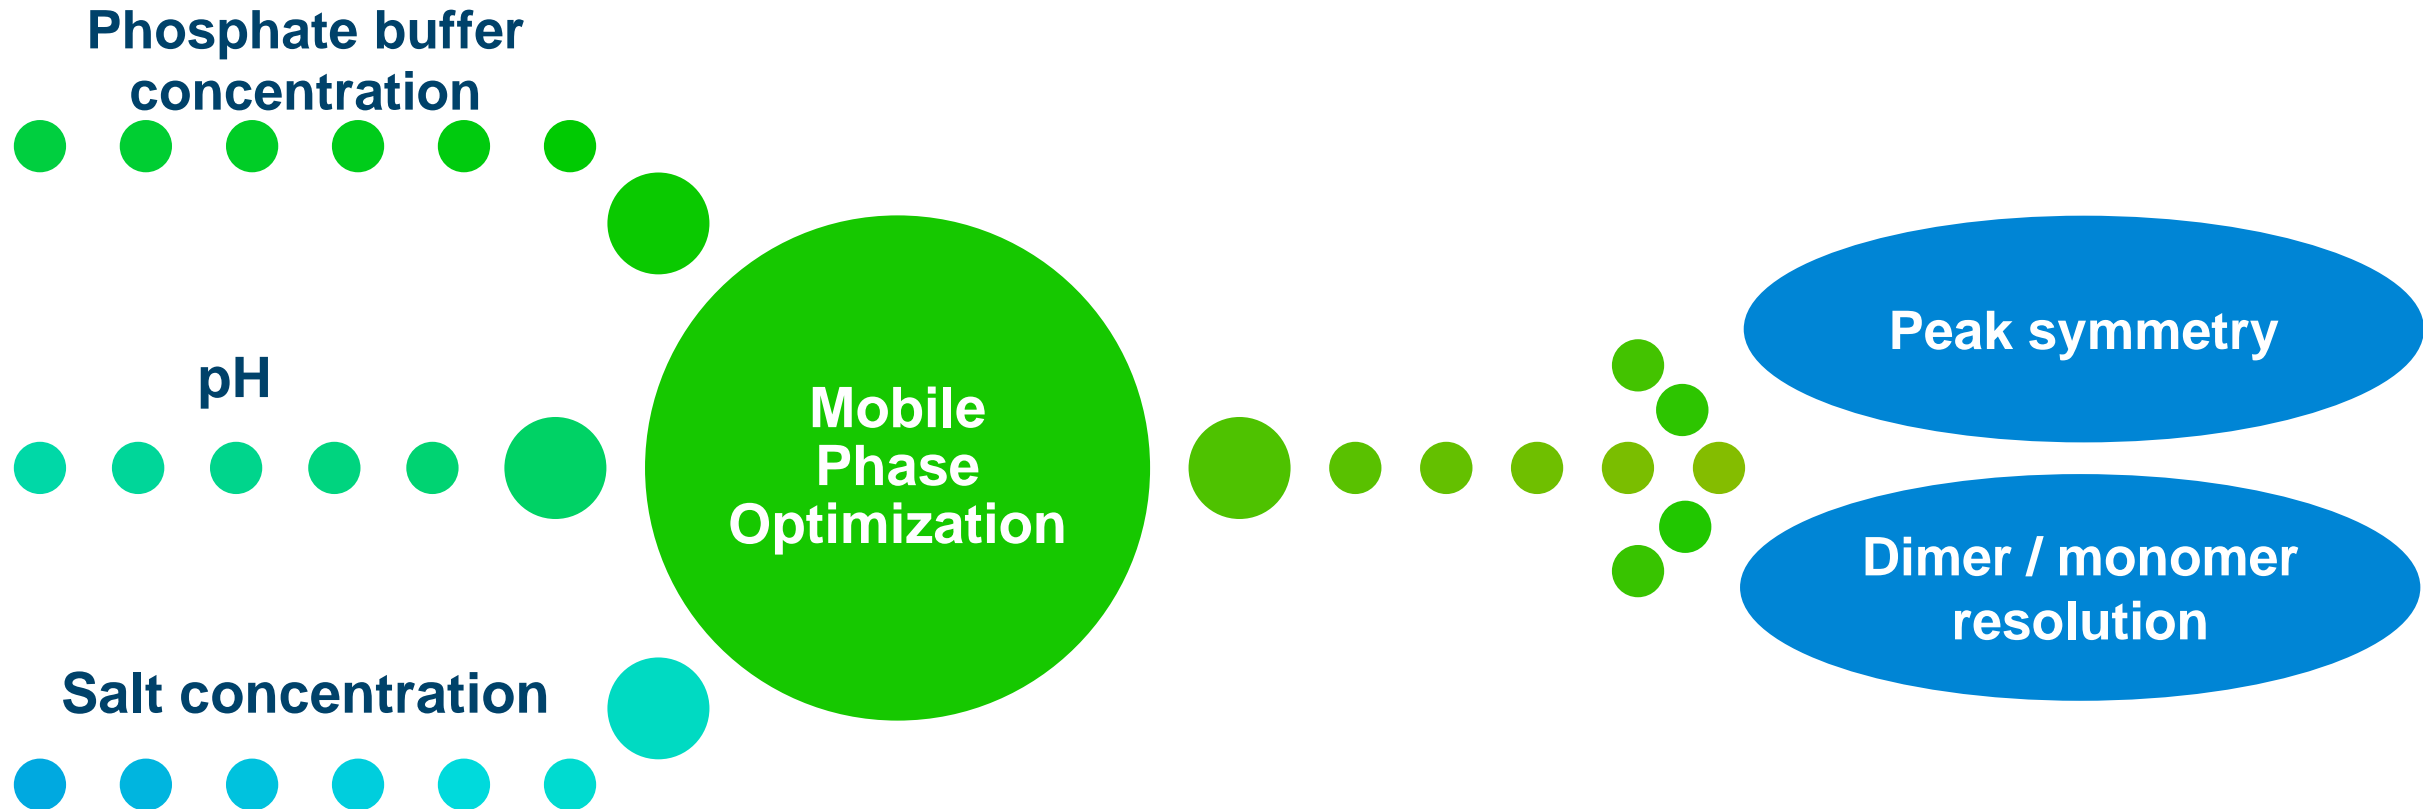 Phosphate buffer
concentration
pH
Salt concentration
Mobile
Phase
Optimization
Peak symmetry
Dimer / monomer
resolution